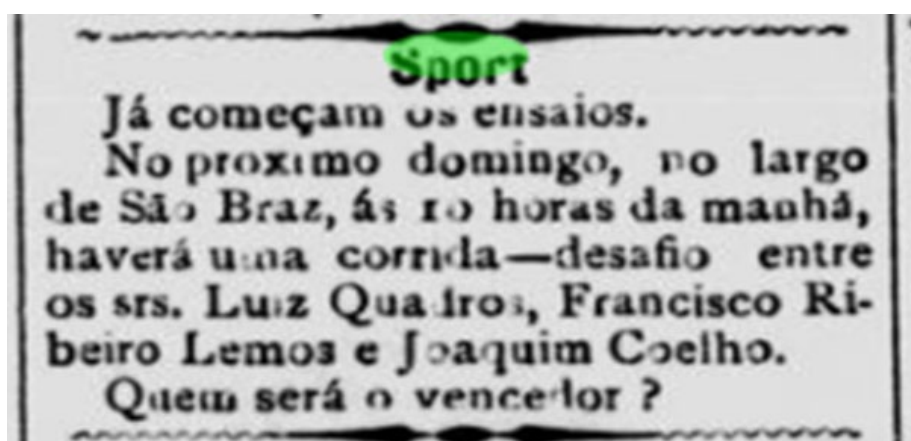 Sport
Já começam os ensaios.
No proximo domingo, no largo
de São Braz, ás 10 horas da manhã,
haverá uma corrida—desafio entre
os srs. Luiz Quadros, Francisco Ri-
beiro Lemos e Joaquim Coelho.
Quem será o vencedor ?